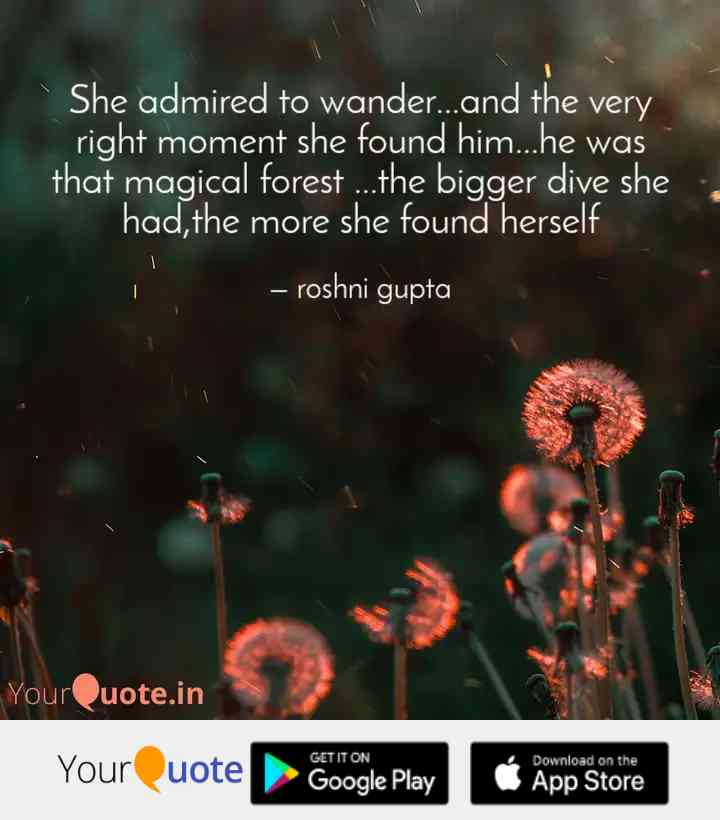 She admired to wander...and the very
right moment she found him...he was
that magical forest ...the bigger dive she
had,the more she found herself
– roshni gupta
YourQuote.in
YourQuote
GET IT ON
Google Play
Download on the
App Store